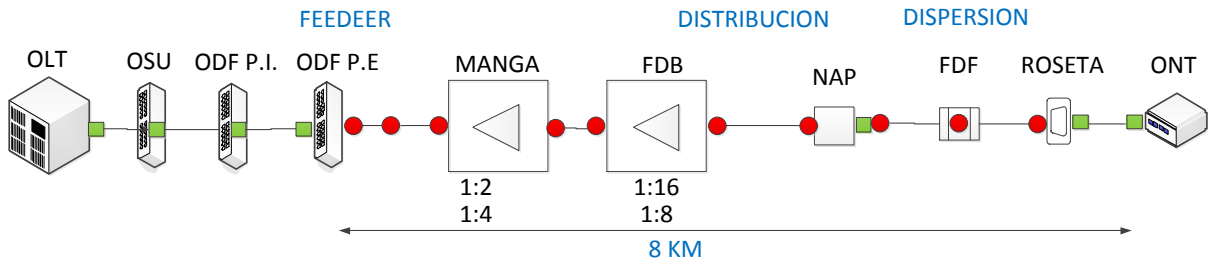 FEEDEER
DISTRIBUCION
DISPERSION
OLT
OSU
ODF P.I.
ODF P.E
MANGA
FDB
NAP
FDF
ROSETA
ONT
1:2
1:4
1:16
1:8
8 KM